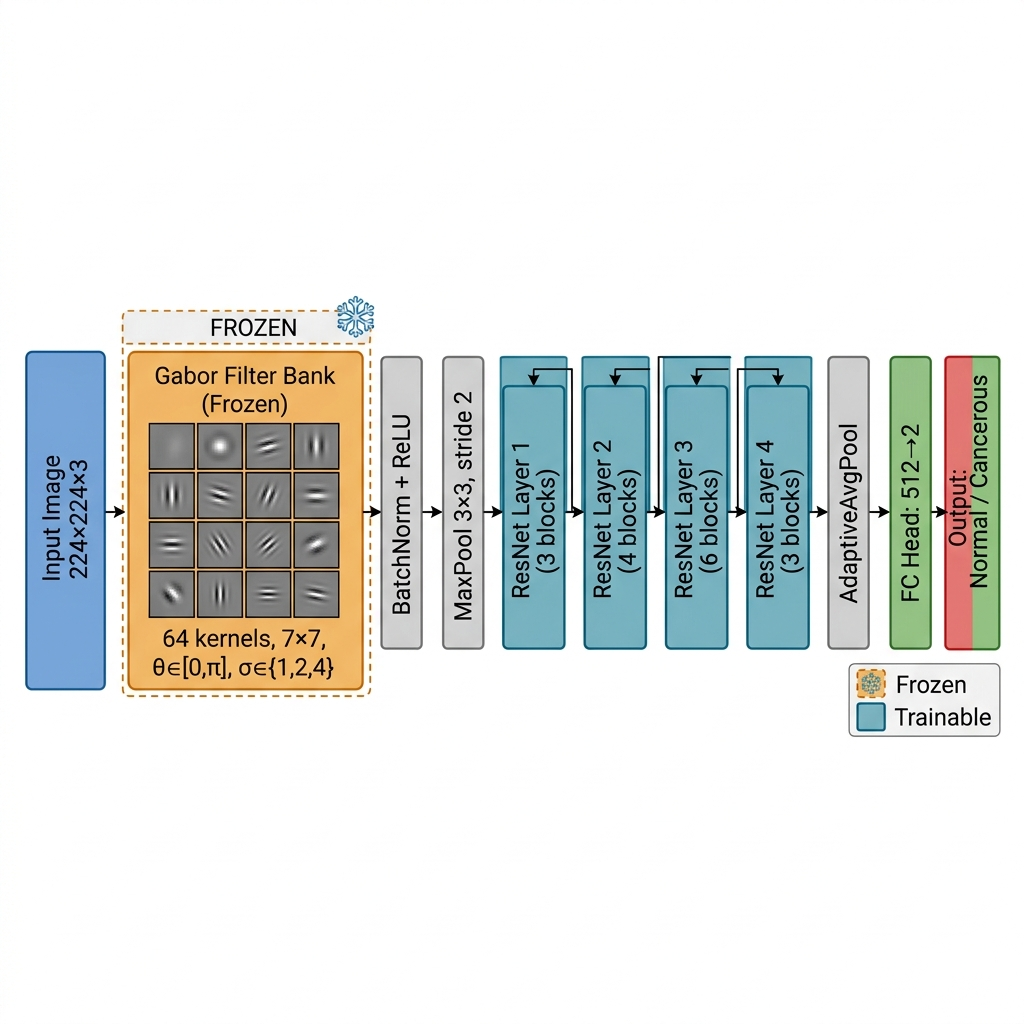 FROZEN
Input Image
224×224×3
Gabor Filter Bank
(Frozen)
64 kernels, 7×7,
θ∈[0,π], σ∈{1,2,4}
BatchNorm + ReLU
MaxPool 3×3, stride 2
ResNet Layer 1
(3 blocks)
ResNet Layer 2
(4 blocks)
ResNet Layer 3
(6 blocks)
ResNet Layer 4
(3 blocks)
AdaptiveAvgPool
FC Head: 512→2
Output:
Normal / Cancerous
Frozen
Trainable